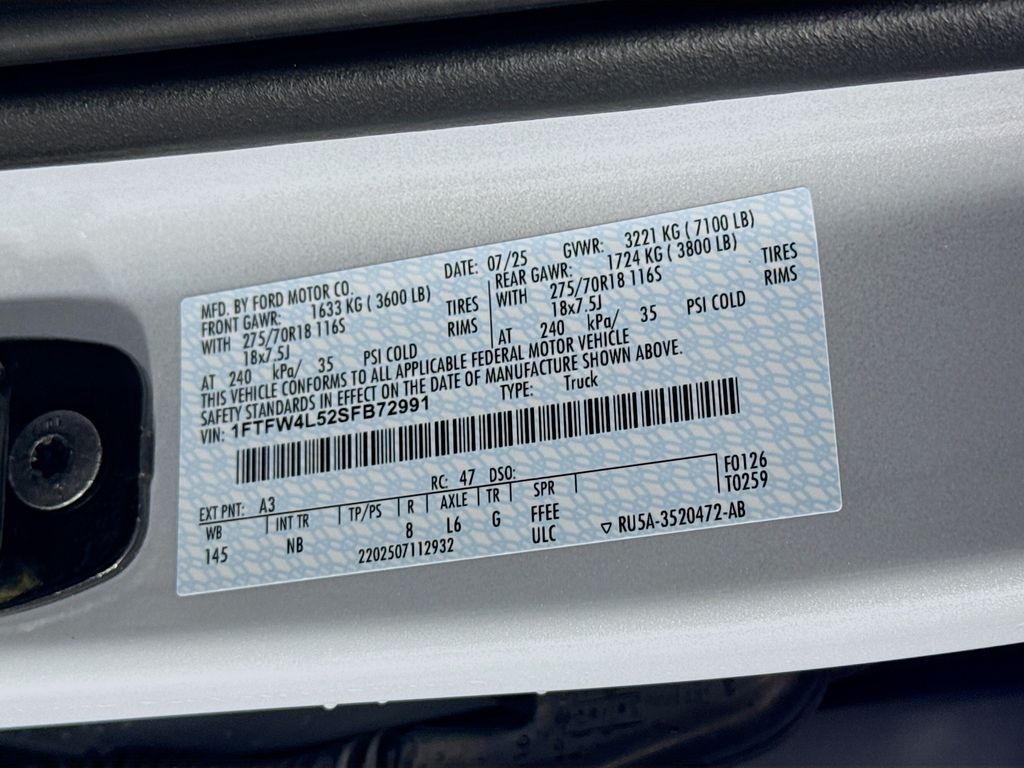 MFD. BY FORD MOTOR CO. DATE: 07/25 GVWR: 3221 KG ( 7100 LB)
FRONT GAWR: 1633 KG ( 3600 LB) REAR GAWR: 1724 KG ( 3800 LB)
WITH 275/70R18 116S TIRES WITH 275/70R18 116S TIRES
18x7.5J RIMS 18x7.5J RIMS
AT 240 kPa/ 35 PSI COLD AT 240 kPa/ 35 PSI COLD
THIS VEHICLE CONFORMS TO ALL APPLICABLE FEDERAL MOTOR VEHICLE
SAFETY STANDARDS IN EFFECT ON THE DATE OF MANUFACTURE SHOWN ABOVE.
VIN: 1FTFW4L52SFB72991 TYPE: Truck
EXT PNT: A3 RC: 47 DSO: F0126
WB INT TR TP/PS R AXLE TR SPR T0259
145 NB 8 L6 G FFEE
2202507112932 ULC ▽ RU5A-3520472-AB